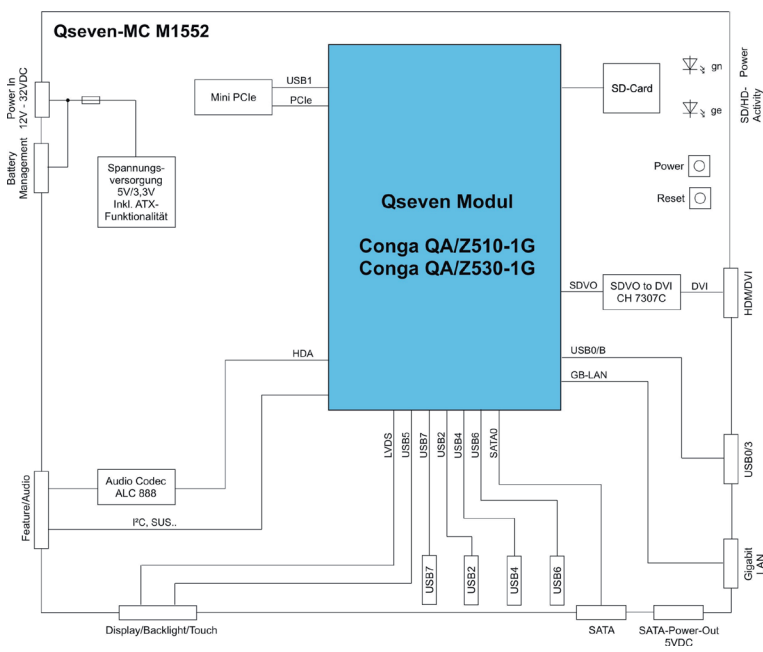 Qseven-MC M1552
Power In
12V - 32VDC
Battery
Management
Spannungs-
versorgung
5V/3,3V
Inkl. ATX-
Funktionalität
Mini PCIe
USB1
PCIe
Qseven Modul
Conga QA/Z510-1G
Conga QA/Z530-1G
SD-Card
gn
Power
ge
SD/HD-
Activity
Power
Reset
SDVO
SDVO to DVI
CH 7307C
DVI
HDM/DVI
HDA
USB0/B
GB-LAN
LVDS
USB5
USB7
USB2
USB4
USB6
SATA0
USB0/3
Feature/Audio
Audio Codec
ALC 888
I²C, SUS..
USB7
USB2
USB4
USB6
Gigabit
LAN
Display/Backlight/Touch
SATA
SATA-Power-Out
5VDC